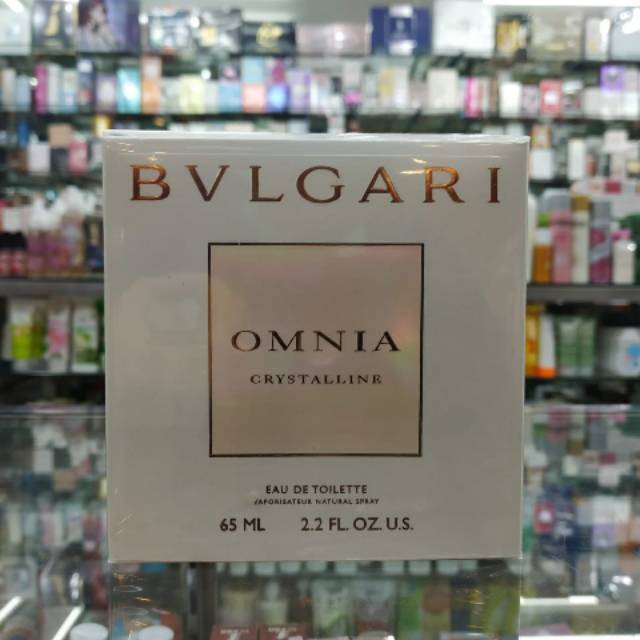 BVLGARI
OMNIA
CRYSTALLINE
EAU DE TOILETTE
VAPORISATEUR NATURAL SPRAY
65 ML 2.2 FL. OZ. U.S.